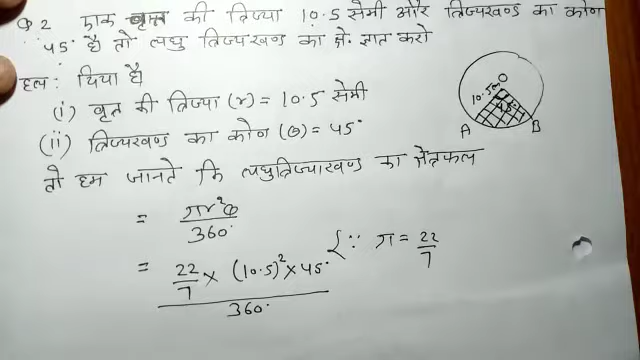 Q 2 एक वृत्त की त्रिज्या 10.5 सेमी और त्रिज्यखण्ड का कोण
45° है तो लघु त्रिज्यखण्ड का क्षे. ज्ञात करो
हल: दिया है
(i) वृत्त की त्रिज्या (r) = 10.5 सेमी
(ii) त्रिज्यखण्ड का कोण (θ) = 45°
O
10.5cm
45°
A B
तो हम जानते कि लघुत्रिज्याखण्ड का क्षेत्रफल
= πr²θ
360°
= 22/7 × (10.5)² × 45°
360°
{ ∵ π = 22/7